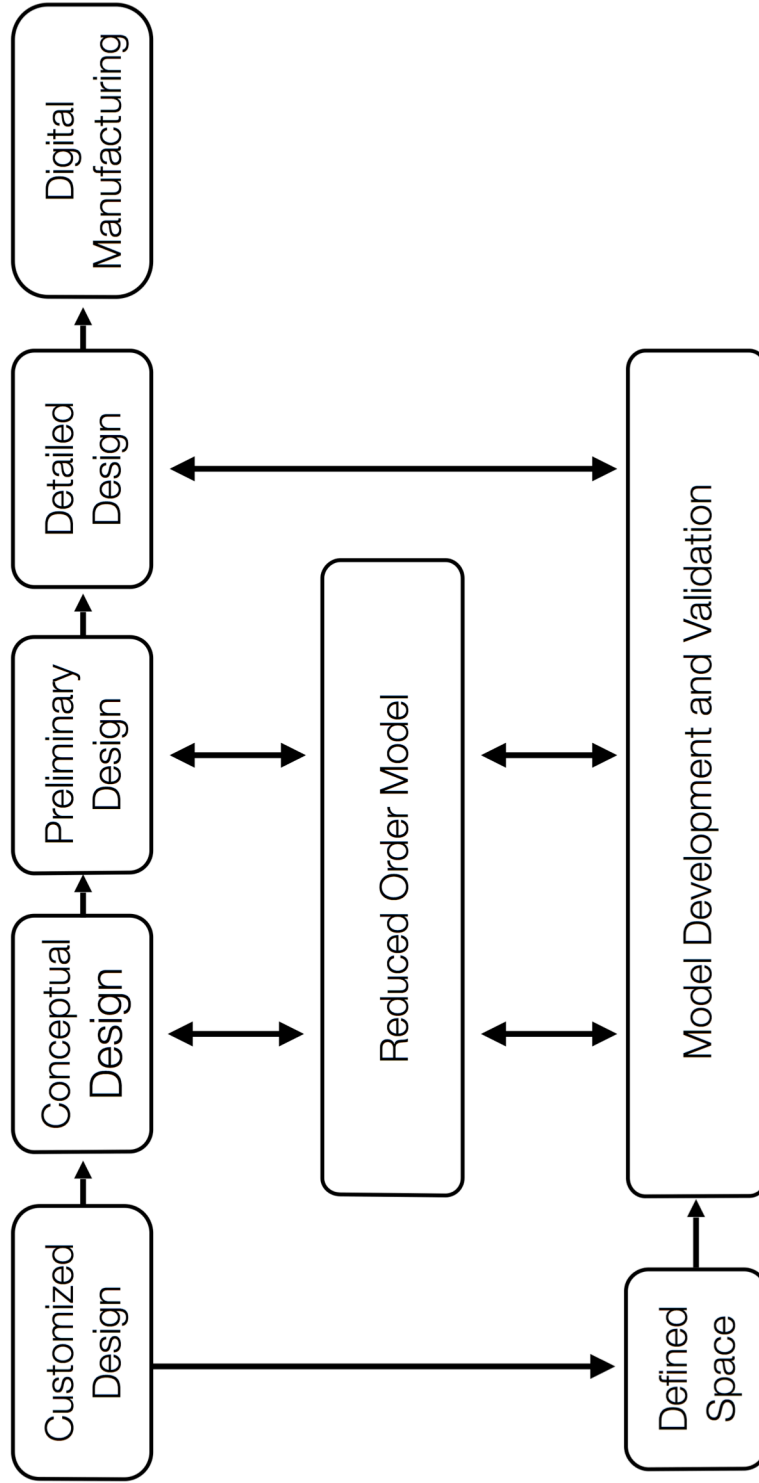 Customized
Design
Conceptual
Design
Preliminary
Design
Detailed
Design
Digital
Manufacturing
Reduced Order Model
Defined
Space
Model Development and Validation